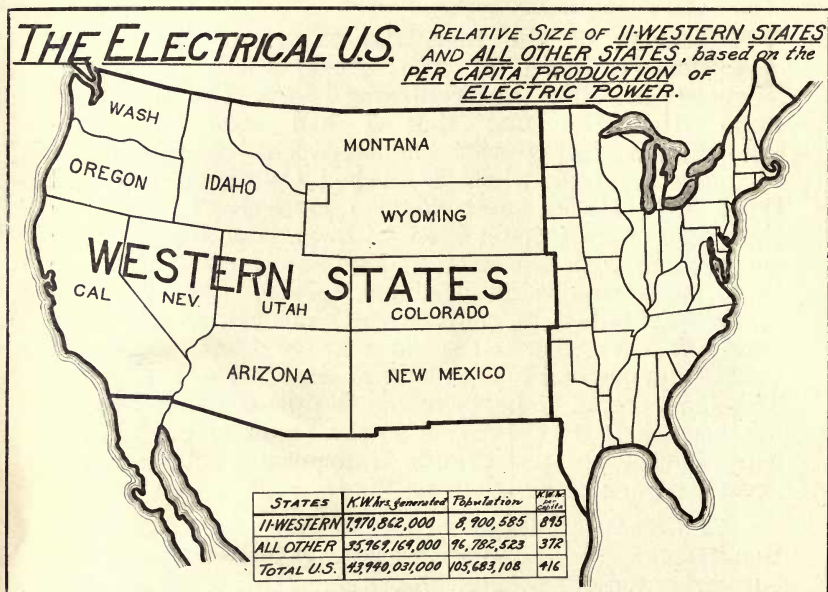 THE ELECTRICAL U.S.
RELATIVE SIZE OF 11-WESTERN STATES
AND ALL OTHER STATES, based on the
PER CAPITA PRODUCTION OF
ELECTRIC POWER.
WASH
MONTANA
OREGON
IDAHO
WYOMING
WESTERN STATES
CAL
NEV.
UTAH
COLORADO
ARIZONA
NEW MEXICO
STATES K.W.hrs. generated Population K.W.hr. per Capita
11-WESTERN 7,970,862,000 8,900,585 895
ALL OTHER 35,969,169,000 96,782,523 372
TOTAL U.S. 43,940,031,000 105,683,108 416